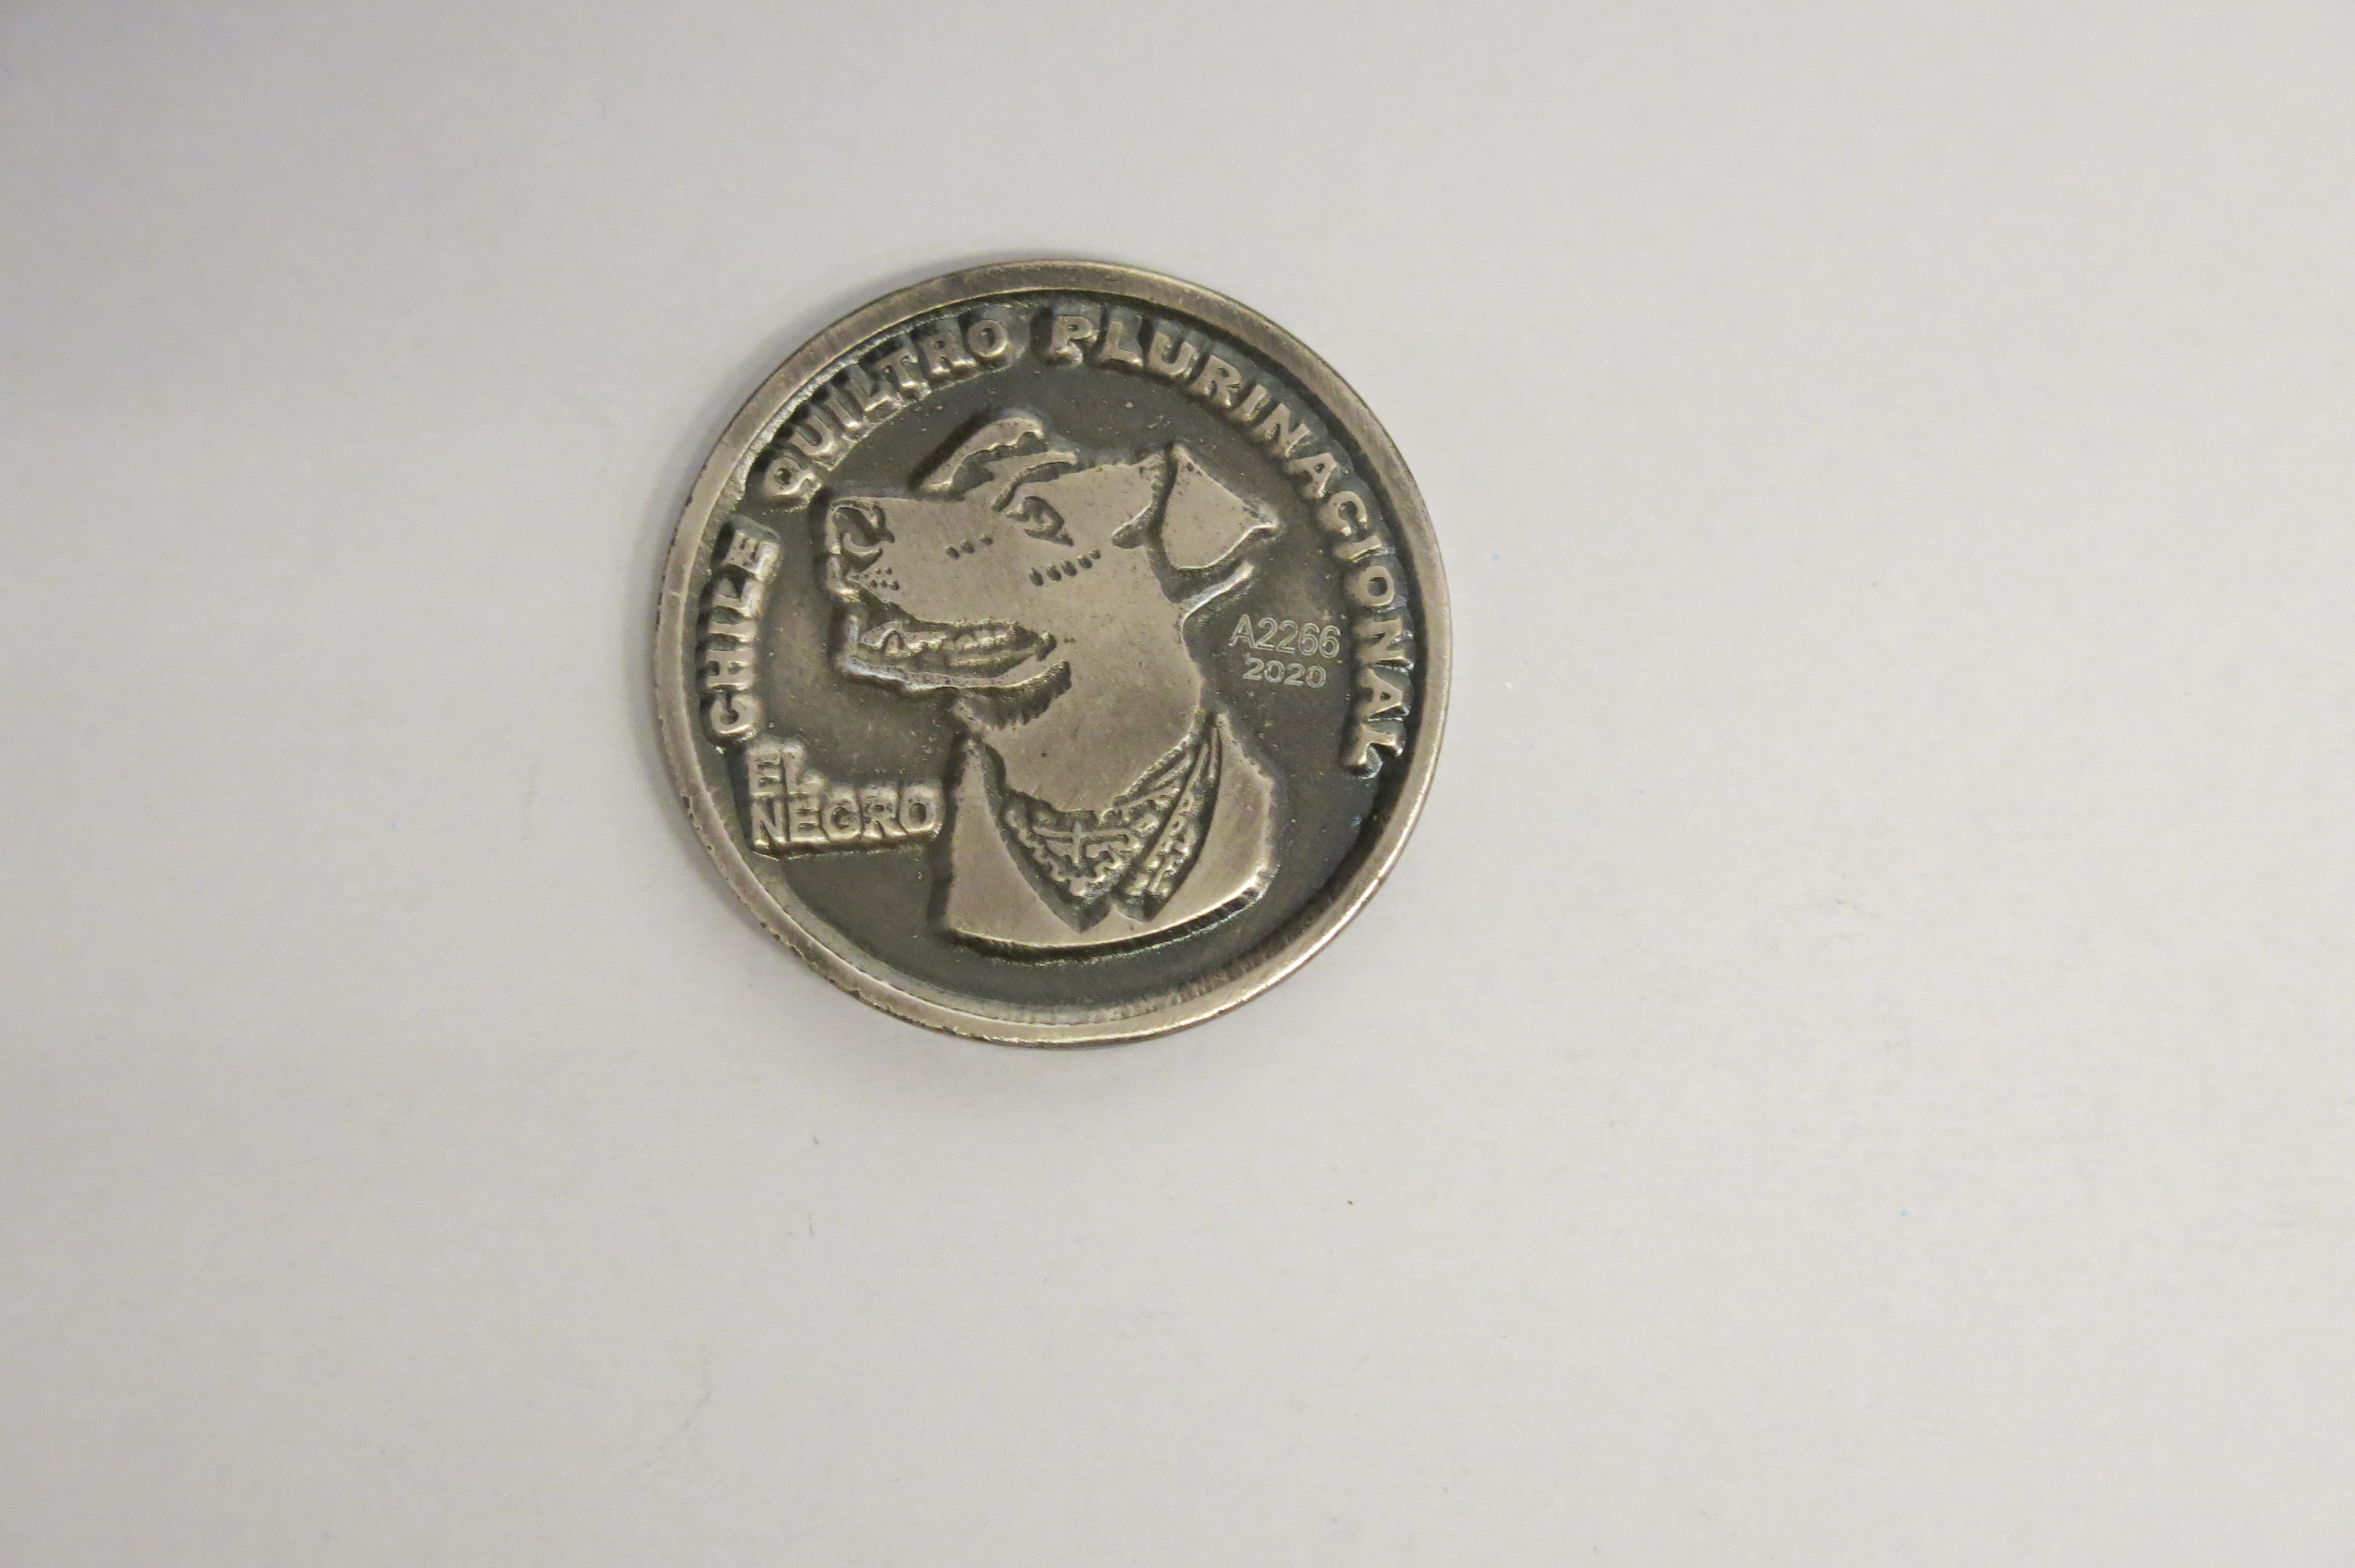 CHILE QUILTRO PLURINACIONAL
A2266
2020
EL
NEGRO